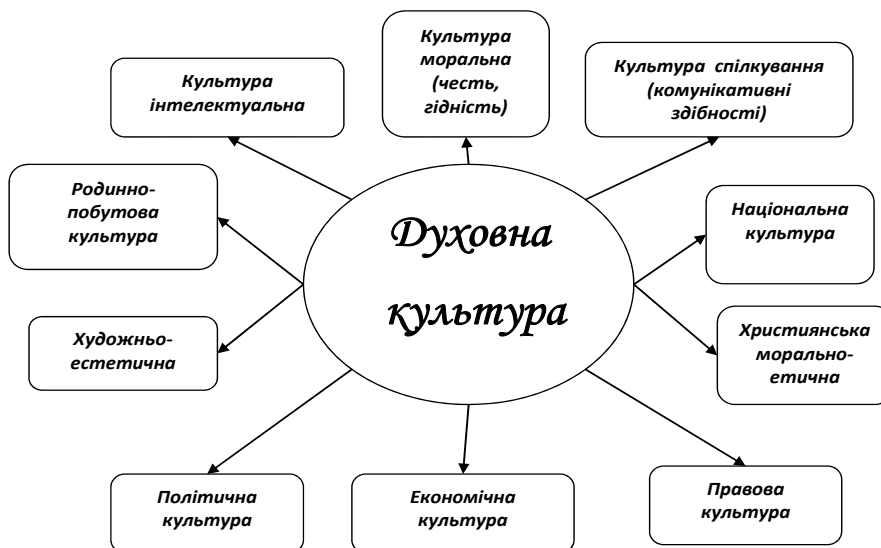 Культура
моральна
(честь,
гідність)
Культура
інтелектуальна
Культура спілкування
(комунікативні
здібності)
Родинно-
побутова
культура
Духовна
культура
Національна
культура
Художньо-
естетична
Християнська
морально-
етична
Політична
культура
Економічна
культура
Правова
культура